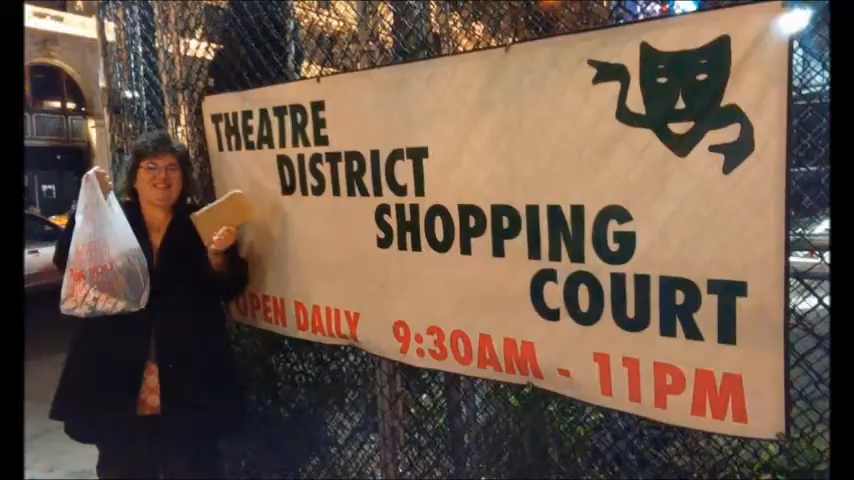 THEATRE
DISTRICT
SHOPPING
COURT
OPEN DAILY 9:30AM - 11PM